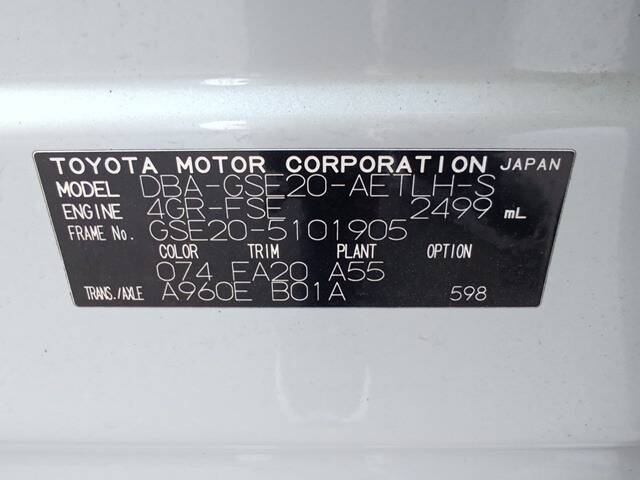 TOYOTA MOTOR CORPORATION JAPAN
MODEL DBA-GSE20-AETLH-S
ENGINE 4GR-FSE 2499 mL
FRAME No. GSE20-5101905
COLOR TRIM PLANT OPTION
074 EA20 A55
TRANS./AXLE A960E B01A 598